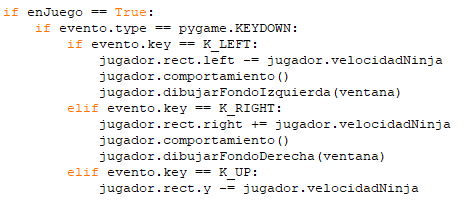 if enJuego == True:
    if evento.type == pygame.KEYDOWN:
        if evento.key == K_LEFT:
            jugador.rect.left -= jugador.velocidadNinja
            jugador.comportamiento()
            jugador.dibujarFondoIzquierda(ventana)
        elif evento.key == K_RIGHT:
            jugador.rect.right += jugador.velocidadNinja
            jugador.comportamiento()
            jugador.dibujarFondoDerecha(ventana)
        elif evento.key == K_UP:
            jugador.rect.y -= jugador.velocidadNinja